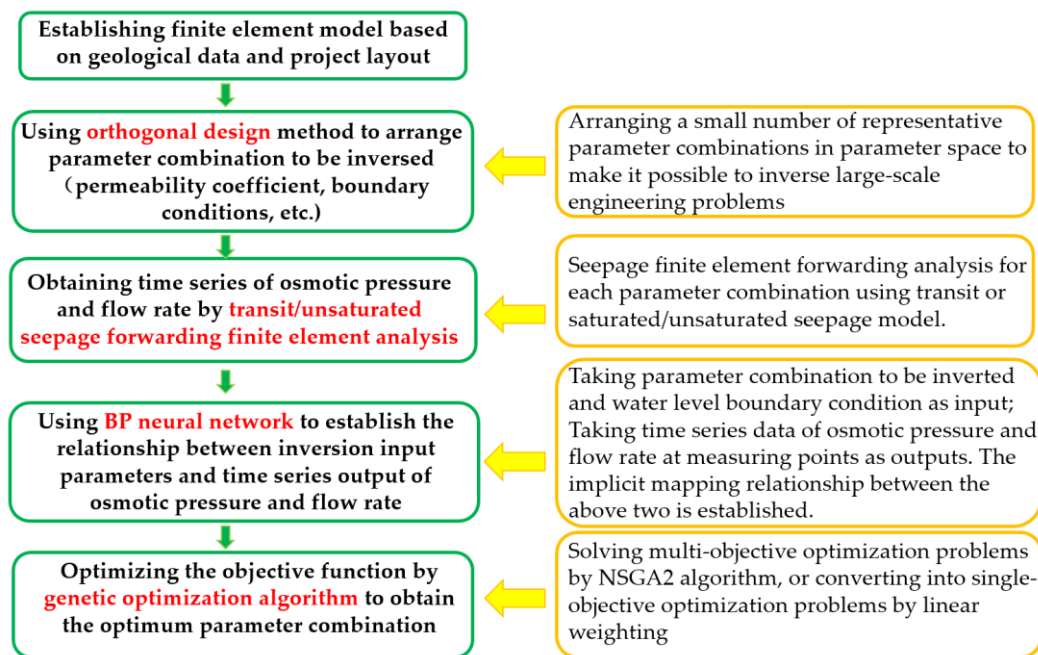 Establishing finite element model based
on geological data and project layout
Using orthogonal design method to arrange
parameter combination to be inversed
（permeability coefficient, boundary
conditions, etc.)
Arranging a small number of representative
parameter combinations in parameter space to
make it possible to inverse large-scale
engineering problems
Obtaining time series of osmotic pressure
and flow rate by transit/unsaturated
seepage forwarding finite element analysis
Seepage finite element forwarding analysis for
each parameter combination using transit or
saturated/unsaturated seepage model.
Using BP neural network to establish the
relationship between inversion input
parameters and time series output of
osmotic pressure and flow rate
Taking parameter combination to be inverted
and water level boundary condition as input;
Taking time series data of osmotic pressure and
flow rate at measuring points as outputs. The
implicit mapping relationship between the
above two is established.
Optimizing the objective function by
genetic optimization algorithm to obtain
the optimum parameter combination
Solving multi-objective optimization problems
by NSGA2 algorithm, or converting into single-
objective optimization problems by linear
weighting